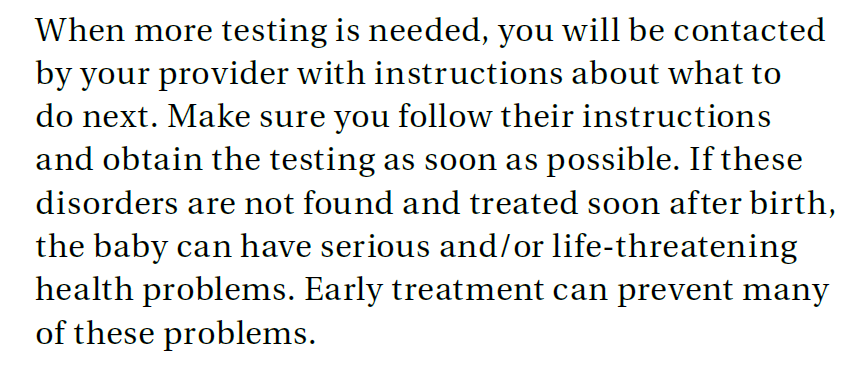 When more testing is needed, you will be contacted
by your provider with instructions about what to
do next. Make sure you follow their instructions
and obtain the testing as soon as possible. If these
disorders are not found and treated soon after birth,
the baby can have serious and/or life-threatening
health problems. Early treatment can prevent many
of these problems.